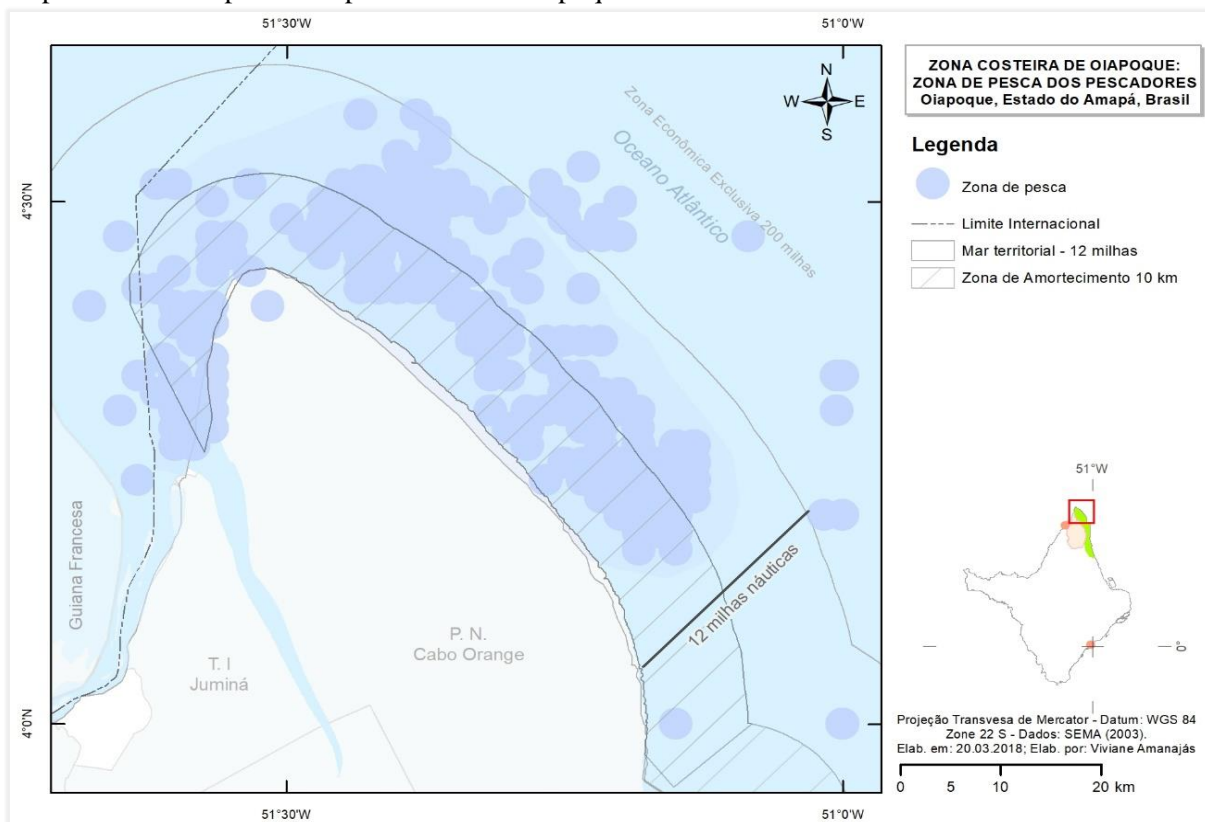 51°30'W
51°0'W
4°30'N
4°30'N
4°0'N
4°0'N
51°30'W
51°0'W
N
W
E
S
Zona Econômica Exclusiva 200 milhas
Oceano Atlântico
12 milhas náuticas
Guiana Francesa
T. I
Juminá
P. N.
Cabo Orange
ZONA COSTEIRA DE OIAPOQUE:
ZONA DE PESCA DOS PESCADORES
Oiapoque, Estado do Amapá, Brasil
Legenda
Zona de pesca
Limite Internacional
Mar territorial - 12 milhas
Zona de Amortecimento 10 km
51°W
0°
Projeção Transvesa de Mercator - Datum: WGS 84
Zone 22 S - Dados: SEMA (2003).
Elab. em: 20.03.2018; Elab. por: Viviane Amanajás
0 5 10 20 km